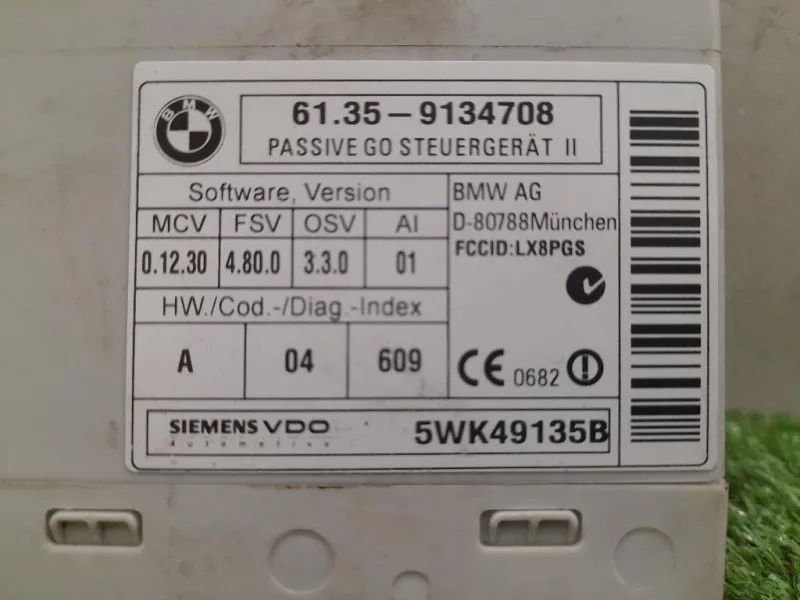 BMW
61.35-9134708
PASSIVE GO STEUERGERÄT II
Software, Version
MCV FSV OSV AI
0.12.30 4.80.0 3.3.0 01
HW./Cod.-/Diag.-Index
A 04 609
BMW AG
D-80788München
FCCID:LX8PGS
CE 0682
SIEMENS VDO
Automotive
5WK49135B